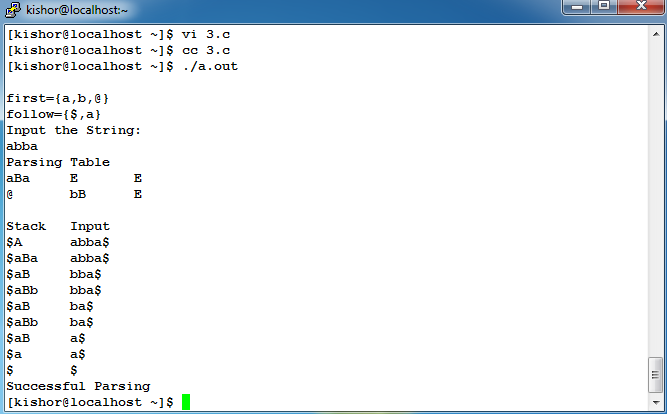 kishor@localhost:~
[kishor@localhost ~]$ vi 3.c
[kishor@localhost ~]$ cc 3.c
[kishor@localhost ~]$ ./a.out
first={a,b,@}
follow={$,a}
Input the String:
abba
Parsing Table
aBa E E
@ bB E
Stack Input
$A abba$
$aBa abba$
$aB bba$
$aBb bba$
$aB ba$
$aBb ba$
$aB a$
$a a$
$ $
Successful Parsing
[kishor@localhost ~]$